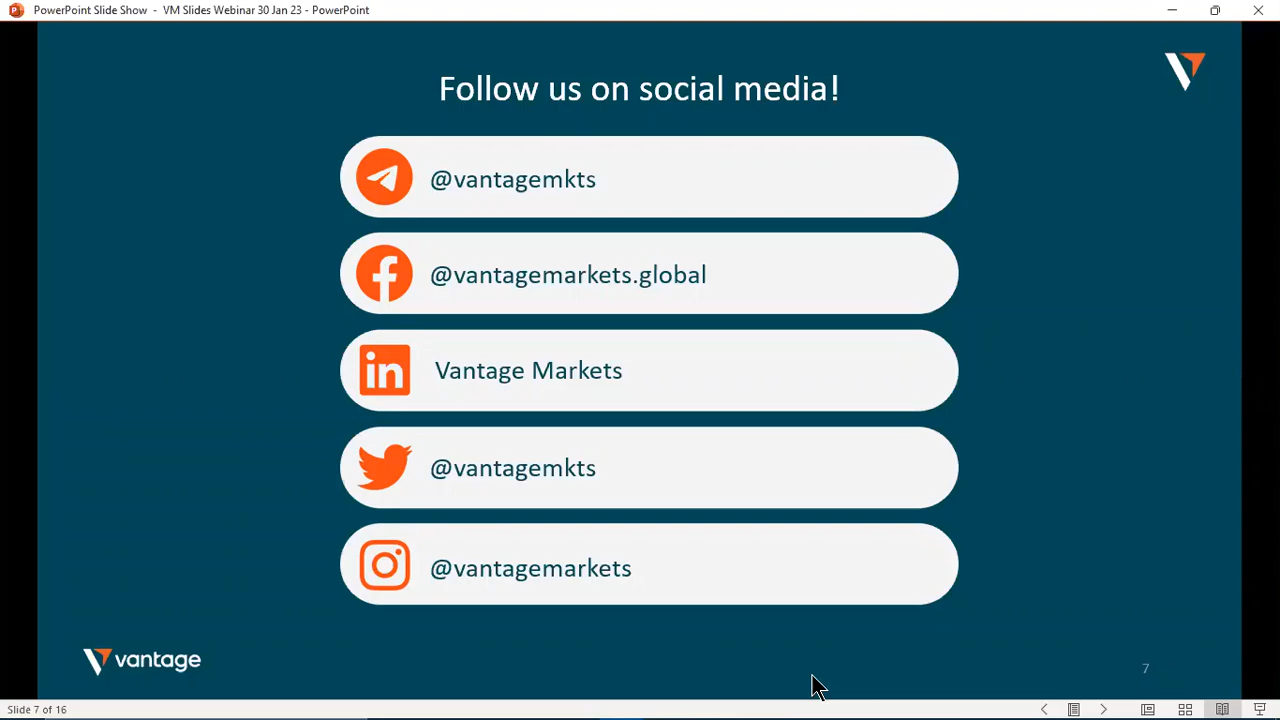 PowerPoint Slide Show - VM Slides Webinar 30 Jan 23 - PowerPoint
Follow us on social media!
@vantagemkts
@vantagemarkets.global
in Vantage Markets
@vantagemkts
@vantagemarkets
vantage
7
Slide 7 of 16